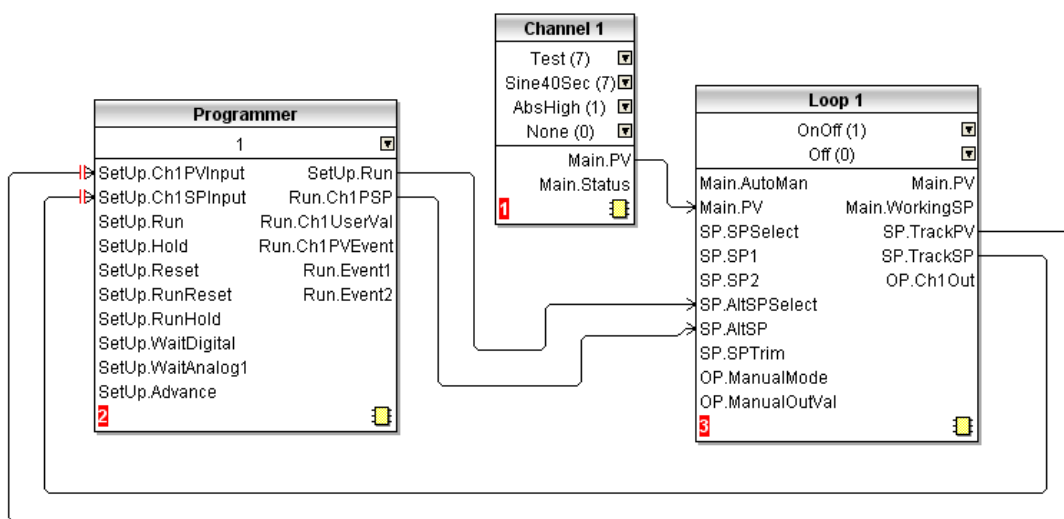 Channel 1
Test (7)
Sine40Sec (7)
AbsHigh (1)
None (0)
Main.PV
Main.Status
1
Programmer
1
SetUp.Ch1PVInput SetUp.Run
SetUp.Ch1SPInput Run.Ch1PSP
SetUp.Run Run.Ch1UserVal
SetUp.Hold Run.Ch1PVEvent
SetUp.Reset Run.Event1
SetUp.RunReset Run.Event2
SetUp.RunHold
SetUp.WaitDigital
SetUp.WaitAnalog1
SetUp.Advance
2
Loop 1
OnOff (1)
Off (0)
Main.AutoMan Main.PV
Main.PV Main.WorkingSP
SP.SPSelect SP.TrackPV
SP.SP1 SP.TrackSP
SP.SP2 OP.Ch1Out
SP.AltSPSelect
SP.AltSP
SP.SPTrim
OP.ManualMode
OP.ManualOutVal
3